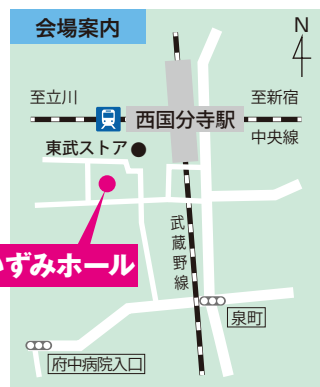 会場案内
N
至立川
至新宿
西国分寺駅
中央線
東武ストア
武蔵野線
いずみホール
泉町
府中病院入口